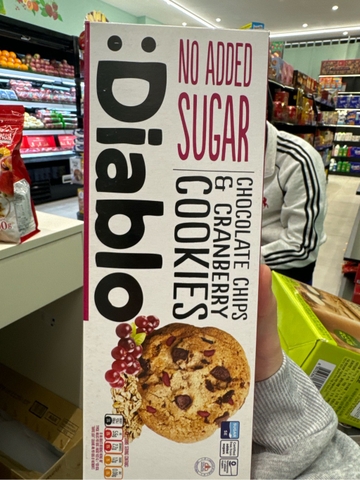 :Diablo
NO ADDED
SUGAR
CHOCOLATE CHIPS
& CRANBERRY
COOKIES